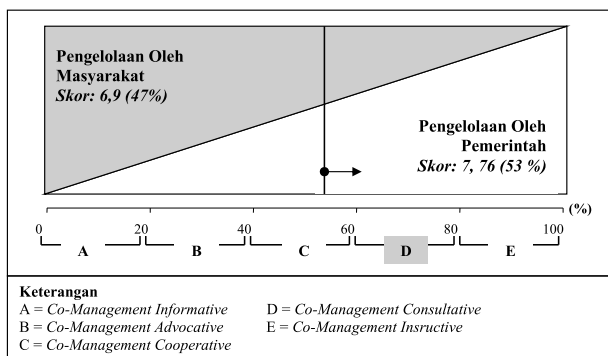 Pengelolaan Oleh
Masyarakat
Skor: 6,9 (47%)
Pengelolaan Oleh
Pemerintah
Skor: 7, 76 (53 %)
(%)
0 20 40 60 80 100
A B C D E
Keterangan
A = Co-Management Informative D = Co-Management Consultative
B = Co-Management Advocative E = Co-Management Insructive
C = Co-Management Cooperative